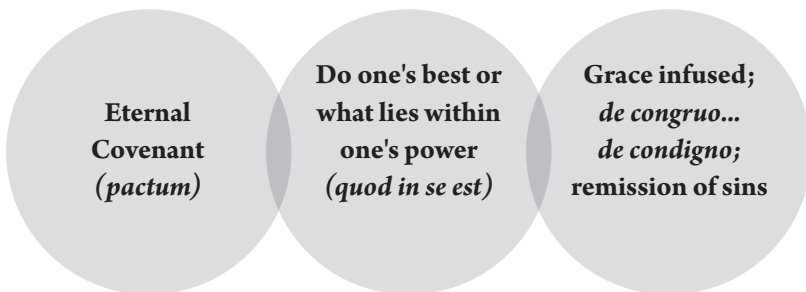 Eternal
Covenant
(pactum)
Do one's best or
what lies within
one's power
(quod in se est)
Grace infused;
de congruo...
de condigno;
remission of sins